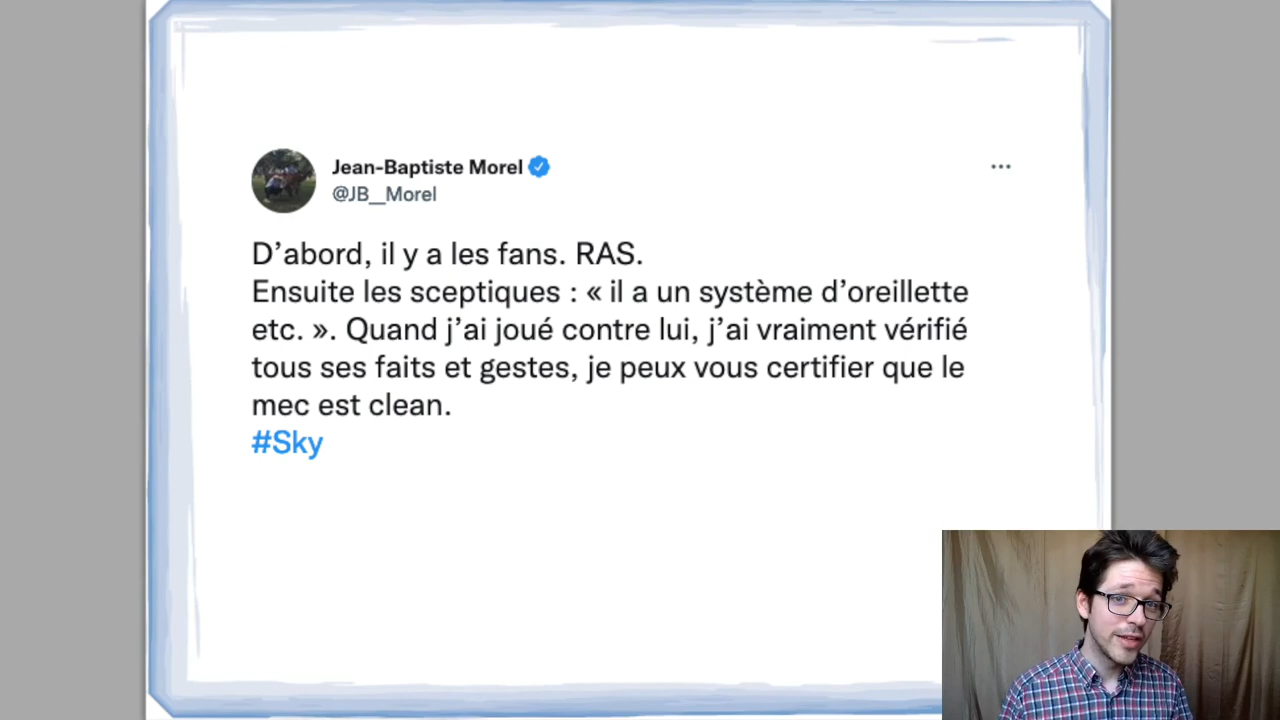 Jean-Baptiste Morel
@JB__Morel
D’abord, il y a les fans. RAS.
Ensuite les sceptiques : « il a un système d’oreillette
etc. ». Quand j’ai joué contre lui, j’ai vraiment vérifié
tous ses faits et gestes, je peux vous certifier que le
mec est clean.
#Sky